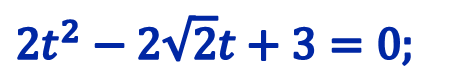 2t² − 2√2t + 3 = 0;